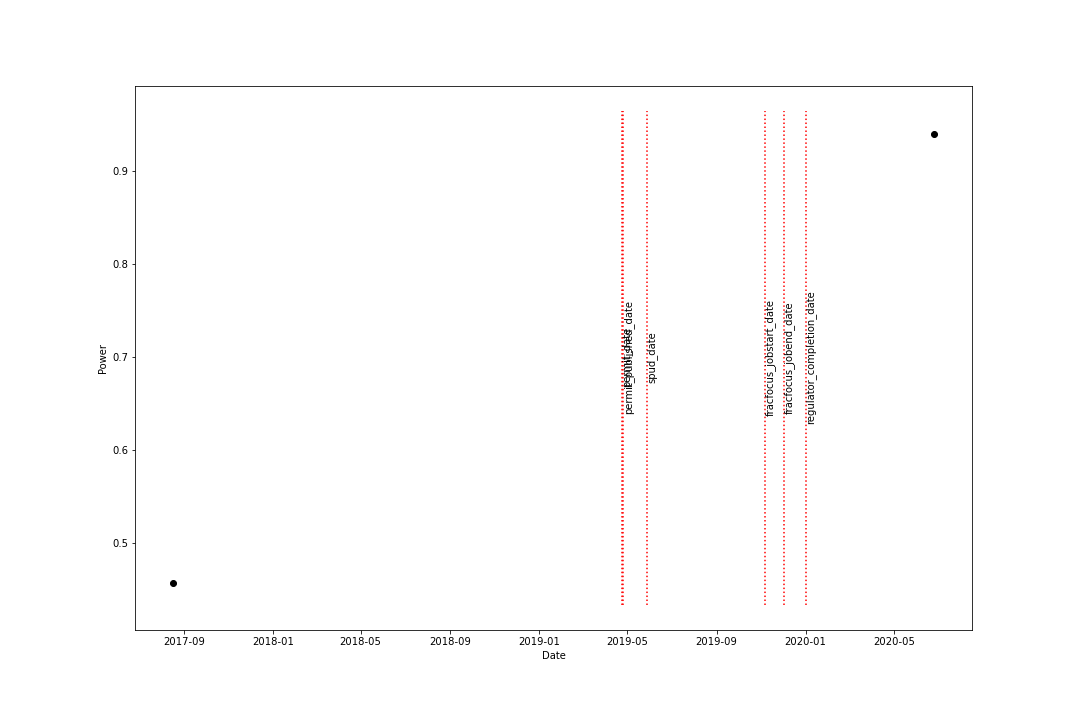 0.9
0.8
0.7
0.6
0.5
Power
permit_published_date
spud_date
fracfocus_jobstart_date
fracfocus_jobend_date
regulator_completion_date
2017-09
2018-01
2018-05
2018-09
2019-01
2019-05
2019-09
2020-01
2020-05
Date